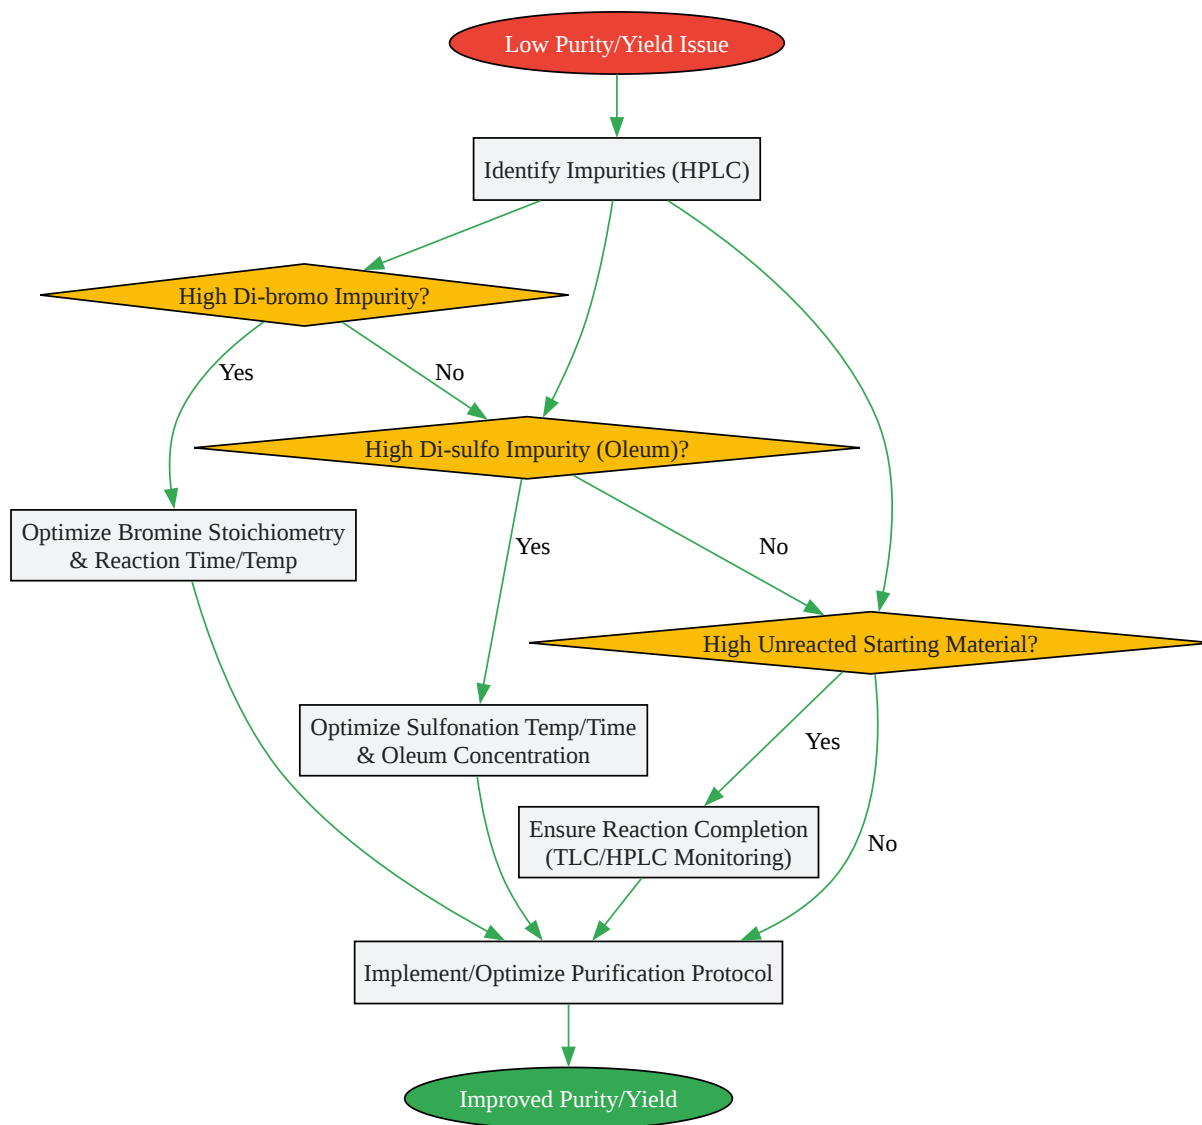 Low Purity/Yield Issue
Identify Impurities (HPLC)
High Di-bromo Impurity?
Yes
No
High Di-sulfo Impurity (Oleum)?
Optimize Bromine Stoichiometry
& Reaction Time/Temp
Yes
No
High Unreacted Starting Material?
Optimize Sulfonation Temp/Time
& Oleum Concentration
Yes
Ensure Reaction Completion
(TLC/HPLC Monitoring)
No
Implement/Optimize Purification Protocol
Improved Purity/Yield